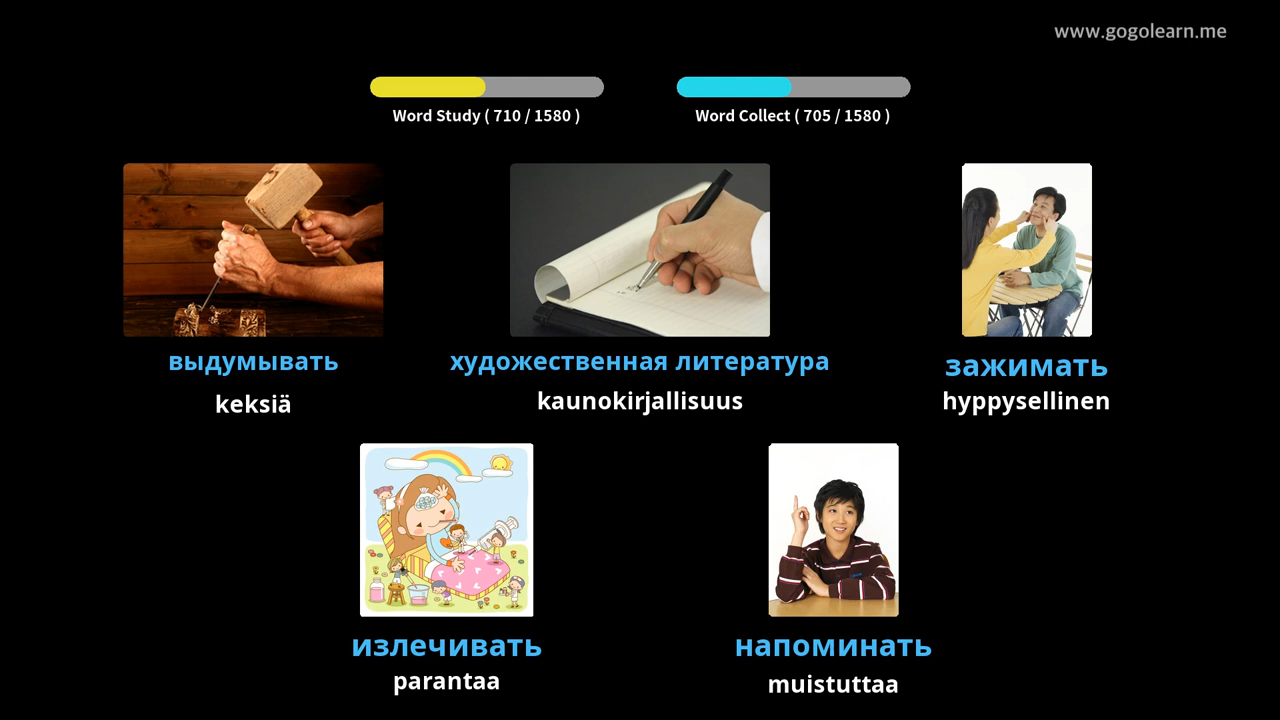 www.gogolearn.me
Word Study ( 710 / 1580 )
Word Collect ( 705 / 1580 )
выдумывать
keksiä
художественная литература
kaunokirjallisuus
зажимать
hyppysellinen
излечивать
parantaa
напоминать
muistuttaa